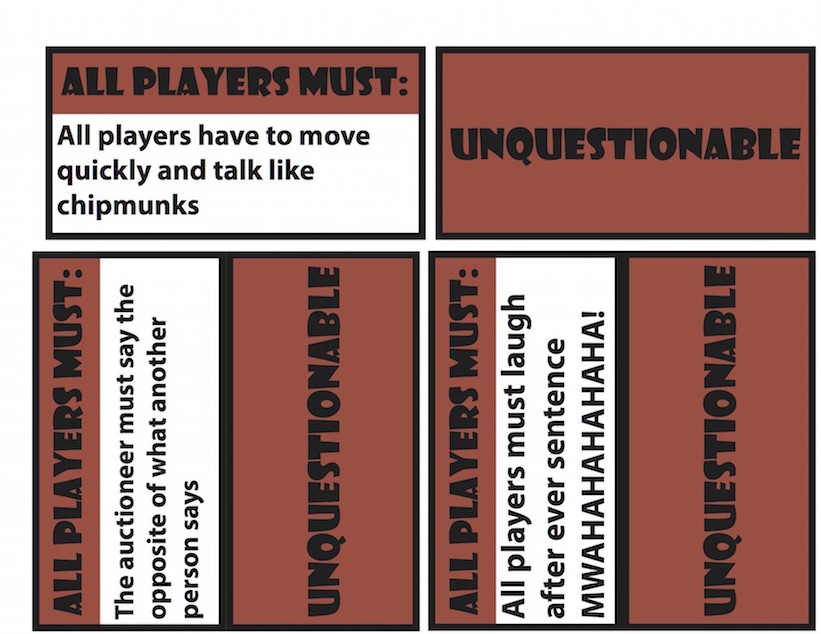 ALL PLAYERS MUST:
All players have to move
quickly and talk like
chipmunks
UNQUESTIONABLE
ALL PLAYERS MUST:
The auctioneer must say the
opposite of what another
person says
UNQUESTIONABLE
ALL PLAYERS MUST:
All players must laugh
after ever sentence
MWAHAHAHAHAHAHA!
UNQUESTIONABLE